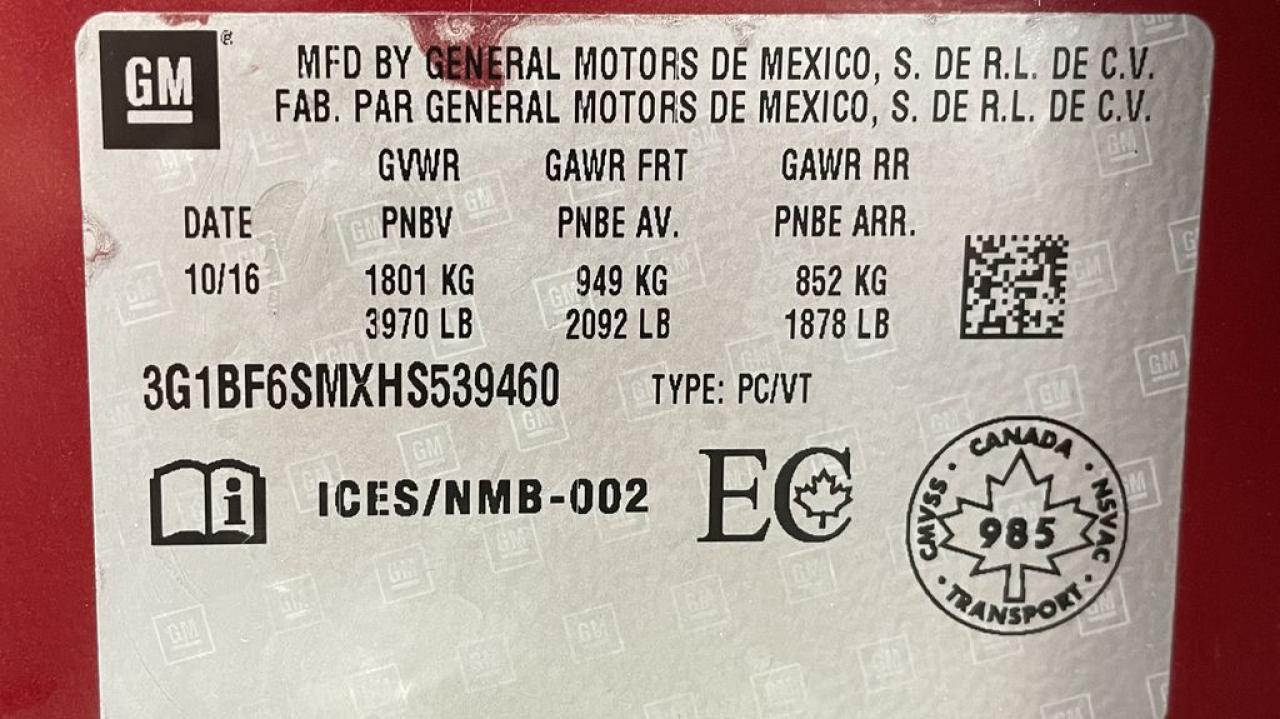 GM
MFD BY GENERAL MOTORS DE MEXICO, S. DE R.L. DE C.V.
FAB. PAR GENERAL MOTORS DE MEXICO, S. DE R.L. DE C.V.
GVWR GAWR FRT GAWR RR
DATE PNBV PNBE AV. PNBE ARR.
10/16 1801 KG 949 KG 852 KG
3970 LB 2092 LB 1878 LB
3G1BF6SMXHS539460 TYPE: PC/VT
i ICES/NMB-002 EC
CANADA
CMVSS 985 NSVAC
TRANSPORT